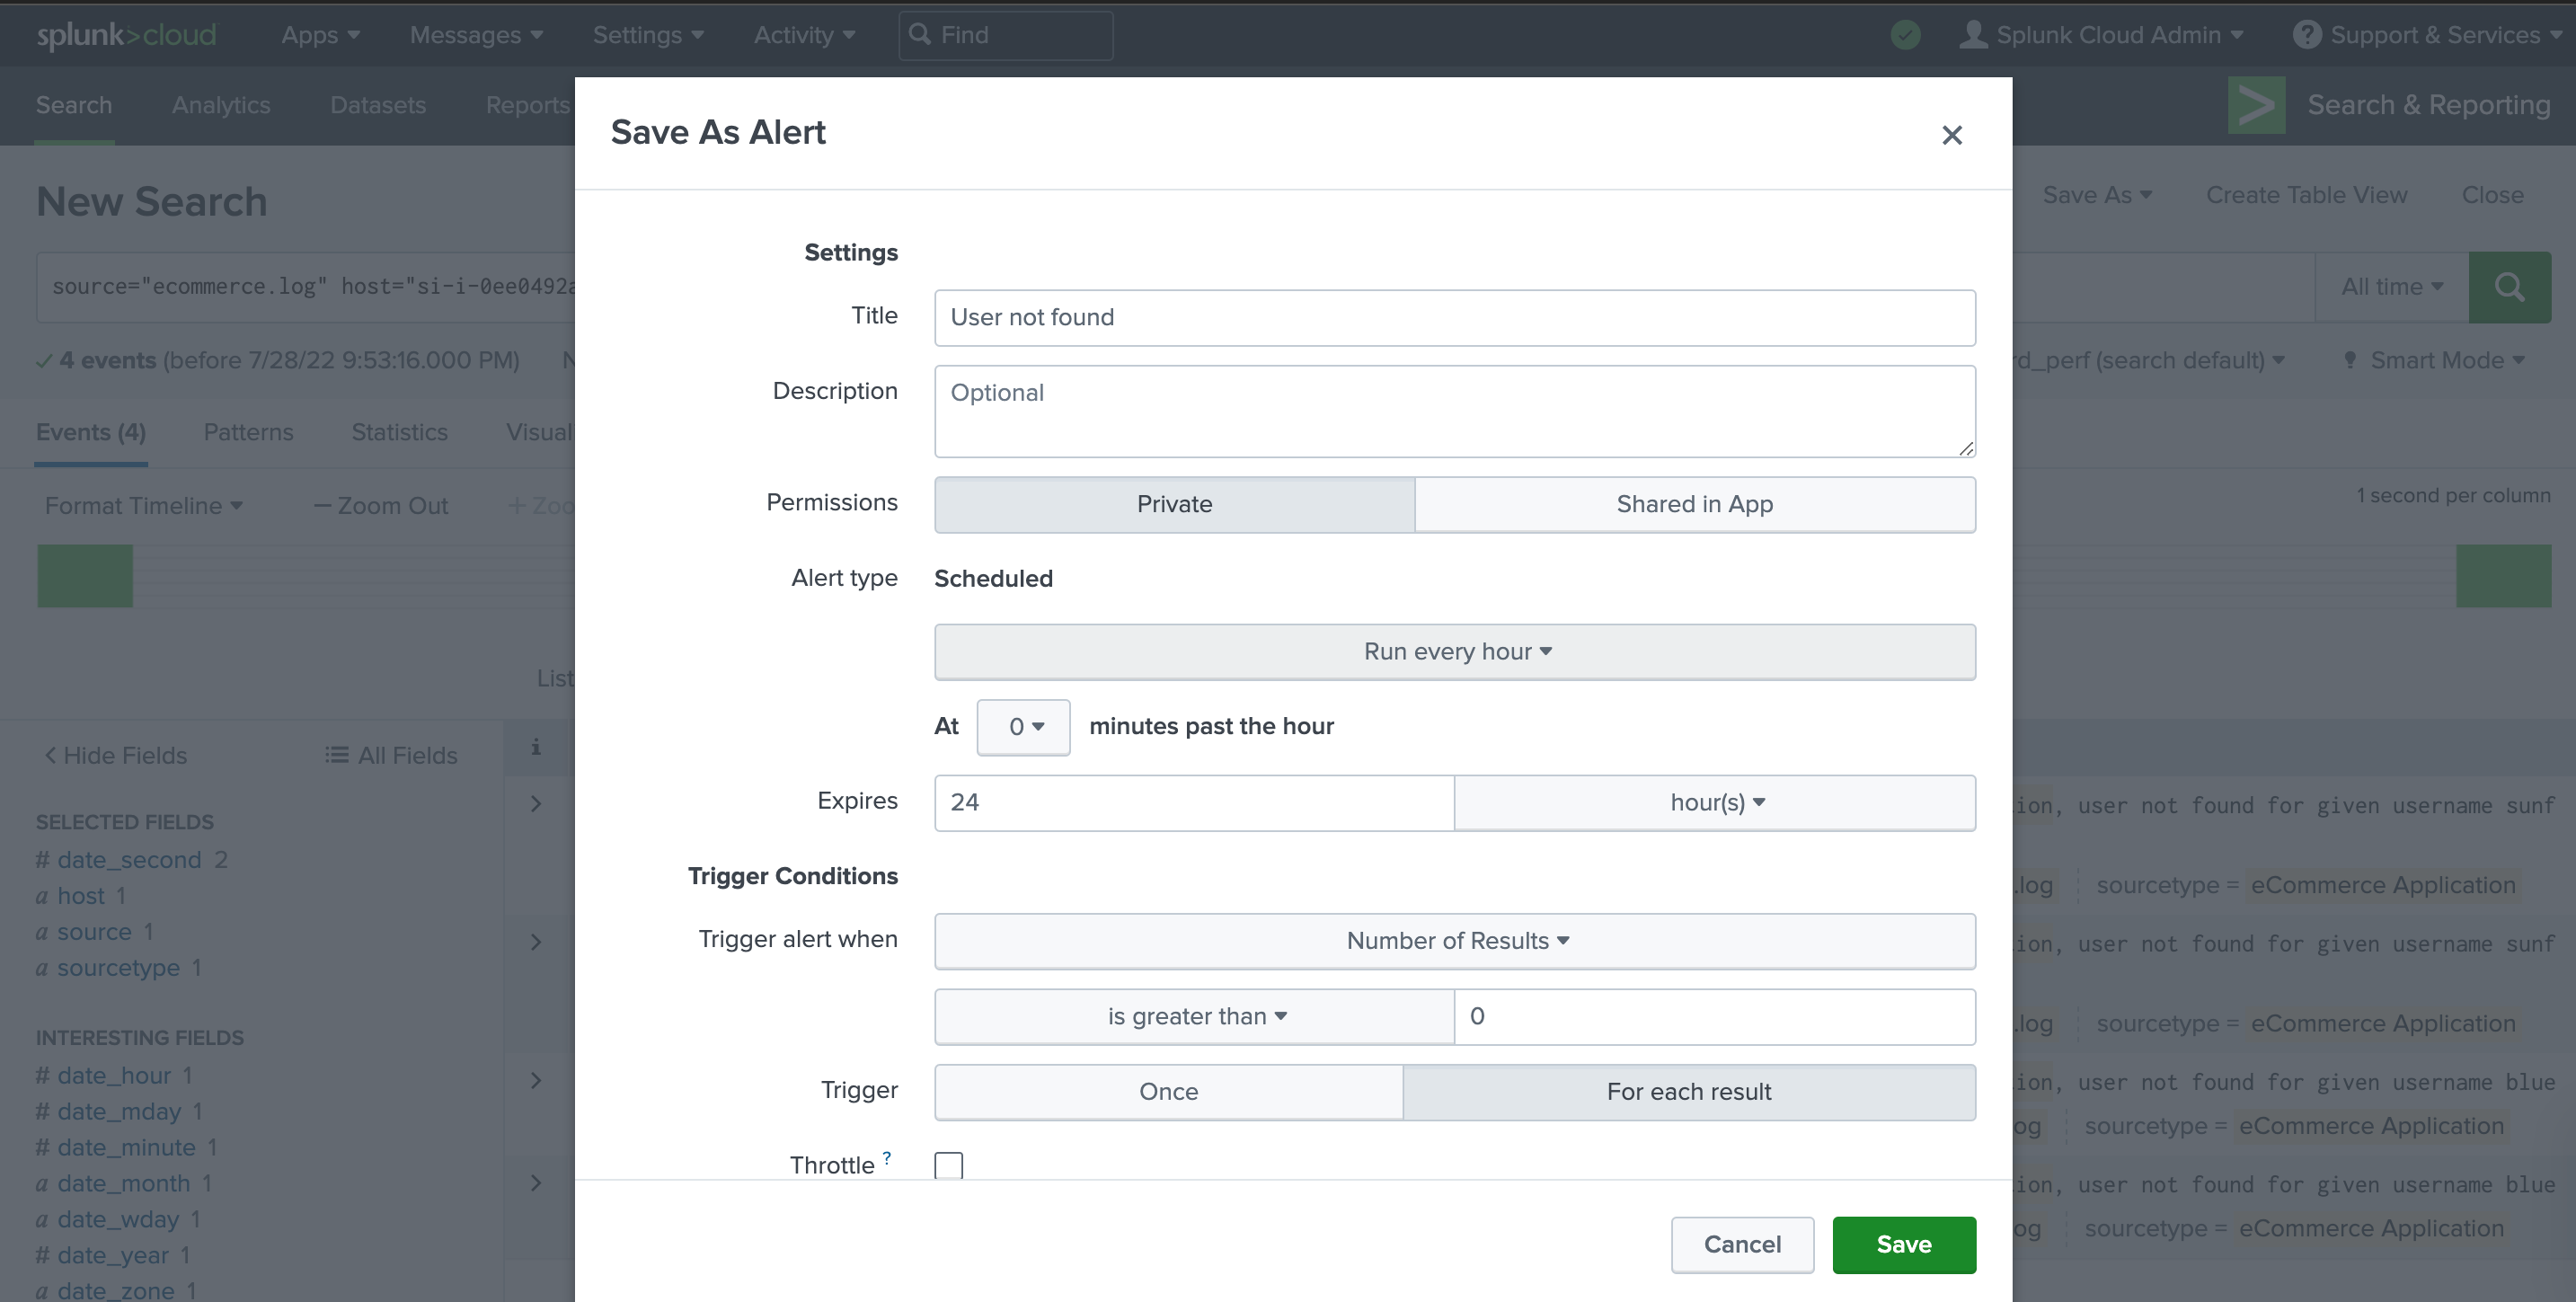 splunk>cloud Apps Messages Settings Activity Find Splunk Cloud Admin ? Support & Services
Search Analytics Datasets Reports > Search & Reporting
Save As Alert
New Search Save As Create Table View Close
Settings
source="ecommerce.log" host="si-i-0ee0492a All time
Title User not found
4 events (before 7/28/22 9:53:16.000 PM) N rd_perf (search default) Smart Mode
Description Optional
Events (4) Patterns Statistics Visual
Format Timeline — Zoom Out + Zoo 1 second per column
Permissions Private Shared in App
Alert type Scheduled
Run every hour
List
At 0 minutes past the hour
< Hide Fields All Fields i
Expires 24 hour(s)
ion, user not found for given username sunf
SELECTED FIELDS
# date_second 2
Trigger Conditions
.log sourcetype = eCommerce Application
a host 1
a source 1
Trigger alert when Number of Results
ion, user not found for given username sunf
a sourcetype 1
is greater than 0
.log sourcetype = eCommerce Application
INTERESTING FIELDS
# date_hour 1
ion, user not found for given username blue
Trigger Once For each result
# date_mday 1
og sourcetype = eCommerce Application
# date_minute 1
Throttle ?
a date_month 1
ion, user not found for given username blue
a date_wday 1
og sourcetype = eCommerce Application
Cancel Save
# date_year 1
a date_zone 1